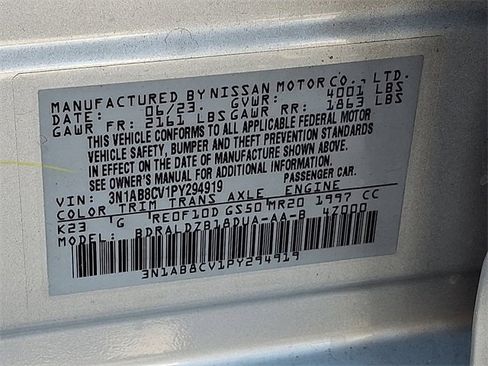 MANUFACTURED BY NISSAN MOTOR CO., LTD.
DATE: 06/23. GVWR: 4001 LBS
GAWR FR: 2161 LBS GAWR RR: 1863 LBS
THIS VEHICLE CONFORMS TO ALL APPLICABLE FEDERAL MOTOR
VEHICLE SAFETY, BUMPER AND THEFT PREVENTION STANDARDS
IN EFFECT ON THE DATE OF MANUFACTURE SHOWN ABOVE.
SEE OWNER'S MANUAL FOR ADDITIONAL INFORMATION.
VIN: 3N1AB8CV1PY294919 PASSENGER CAR.
COLOR TRIM TRANS AXLE ENGINE
K23 G RE0F10D GS50 MR20 1997 CC
MODEL: BDRALDZB18DUA-AA-B 47000
3N1AB8CV1PY294919